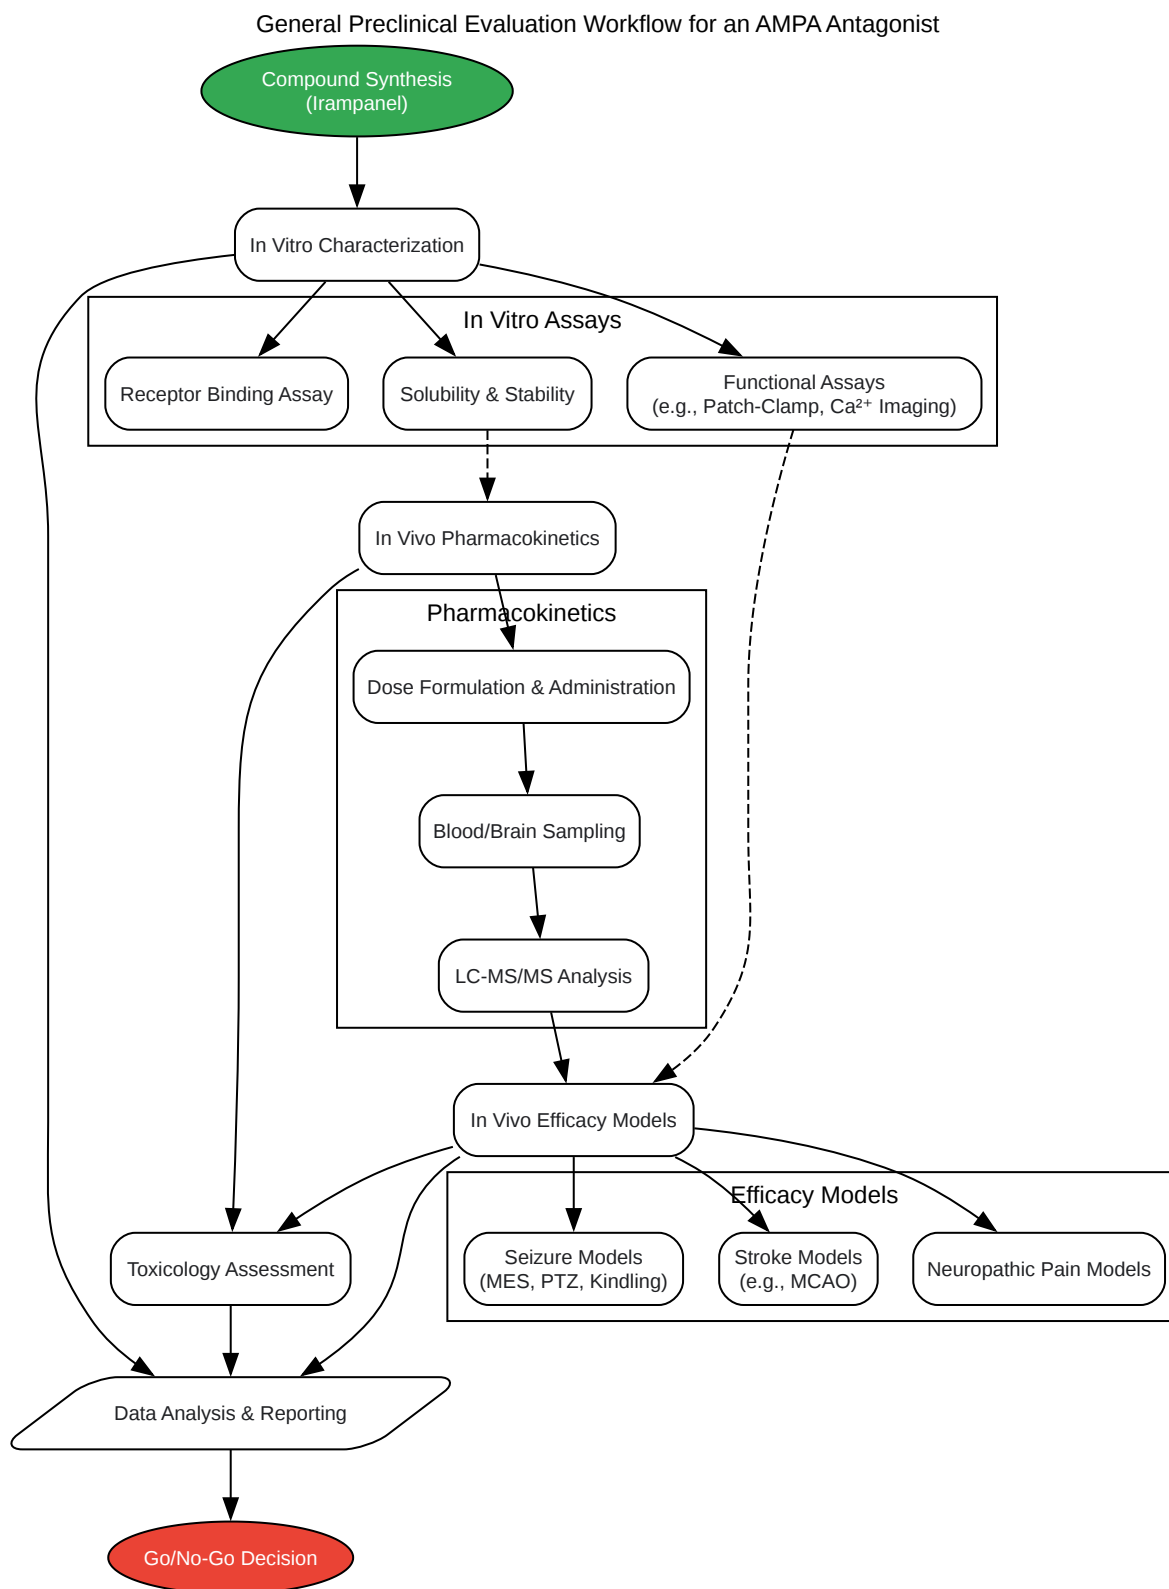 General Preclinical Evaluation Workflow for an AMPA Antagonist
Compound Synthesis
(Irampanel)
In Vitro Characterization
In Vitro Assays
Receptor Binding Assay
Solubility & Stability
Functional Assays
(e.g., Patch-Clamp, Ca²⁺ Imaging)
In Vivo Pharmacokinetics
Pharmacokinetics
Dose Formulation & Administration
Blood/Brain Sampling
LC-MS/MS Analysis
In Vivo Efficacy Models
Efficacy Models
Toxicology Assessment
Seizure Models
(MES, PTZ, Kindling)
Stroke Models
(e.g., MCAO)
Neuropathic Pain Models
Data Analysis & Reporting
Go/No-Go Decision